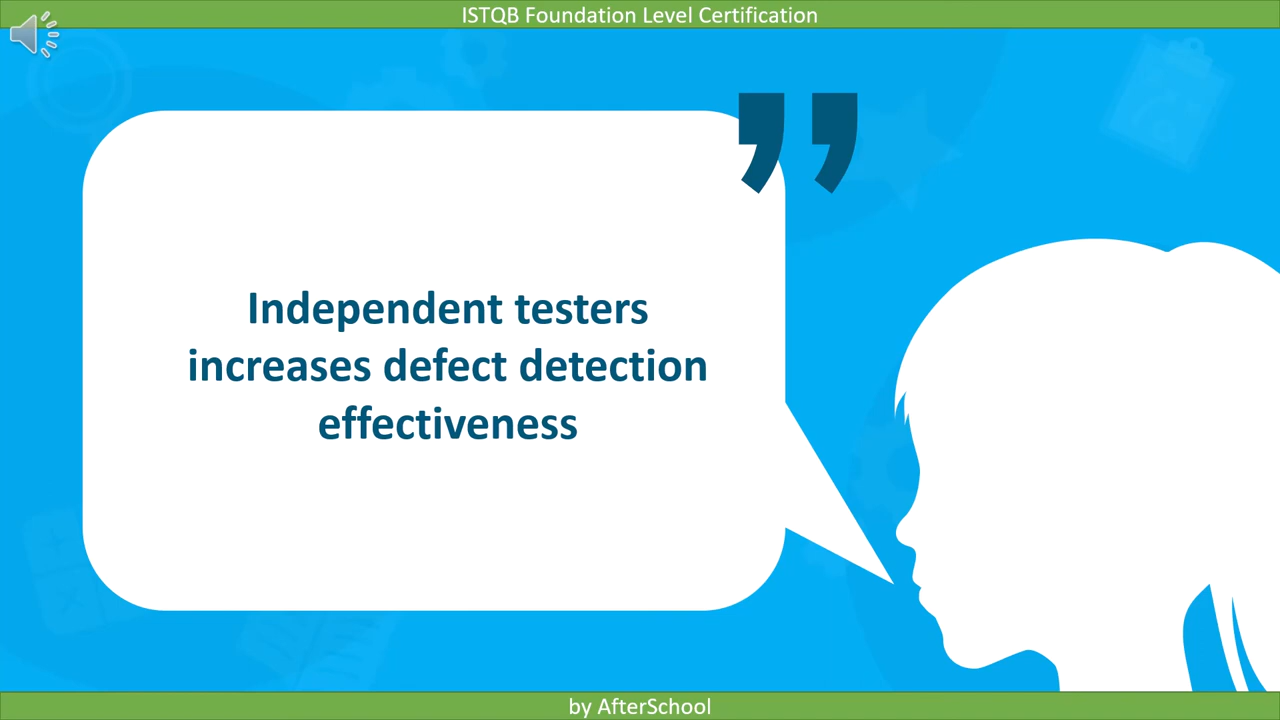 ISTQB Foundation Level Certification
”
Independent testers
increases defect detection
effectiveness
by AfterSchool